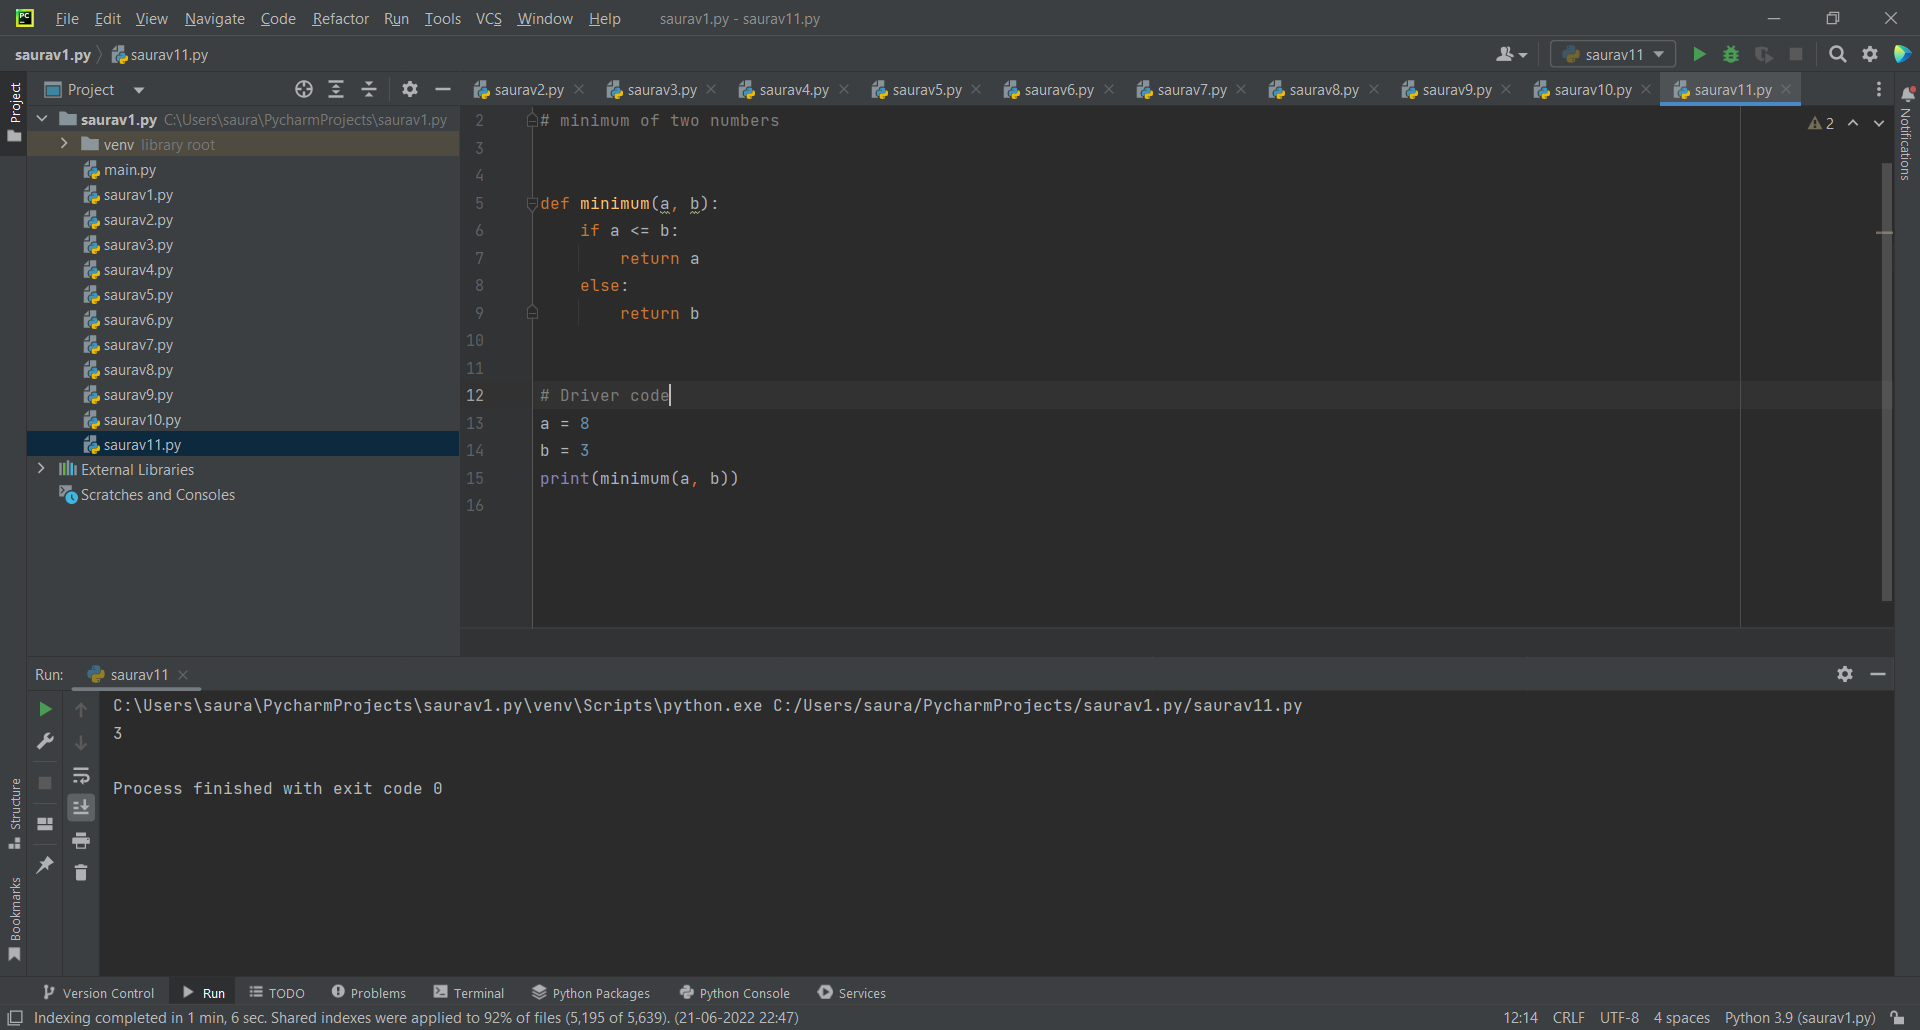 PC
File Edit View Navigate Code Refactor Run Tools VCS Window Help saurav1.py - saurav11.py
saurav1.py saurav11.py
saurav11
Project
saurav2.py saurav3.py saurav4.py saurav5.py saurav6.py saurav7.py saurav8.py saurav9.py saurav10.py saurav11.py
Project
Notifications
saurav1.py C:\Users\saura\PycharmProjects\saurav1.py
venv library root
main.py
saurav1.py
saurav2.py
saurav3.py
saurav4.py
saurav5.py
saurav6.py
saurav7.py
saurav8.py
saurav9.py
saurav10.py
saurav11.py
External Libraries
Scratches and Consoles
2 # minimum of two numbers
2
3
4
5 def minimum(a, b):
6 if a <= b:
7 return a
8 else:
9 return b
10
11
12 # Driver code
13 a = 8
14 b = 3
15 print(minimum(a, b))
16
Run: saurav11
C:\Users\saura\PycharmProjects\saurav1.py\venv\Scripts\python.exe C:/Users/saura/PycharmProjects/saurav1.py/saurav11.py
3
Process finished with exit code 0
Structure
Bookmarks
Version Control Run TODO Problems Terminal Python Packages Python Console Services
Indexing completed in 1 min, 6 sec. Shared indexes were applied to 92% of files (5,195 of 5,639). (21-06-2022 22:47) 12:14 CRLF UTF-8 4 spaces Python 3.9 (saurav1.py)